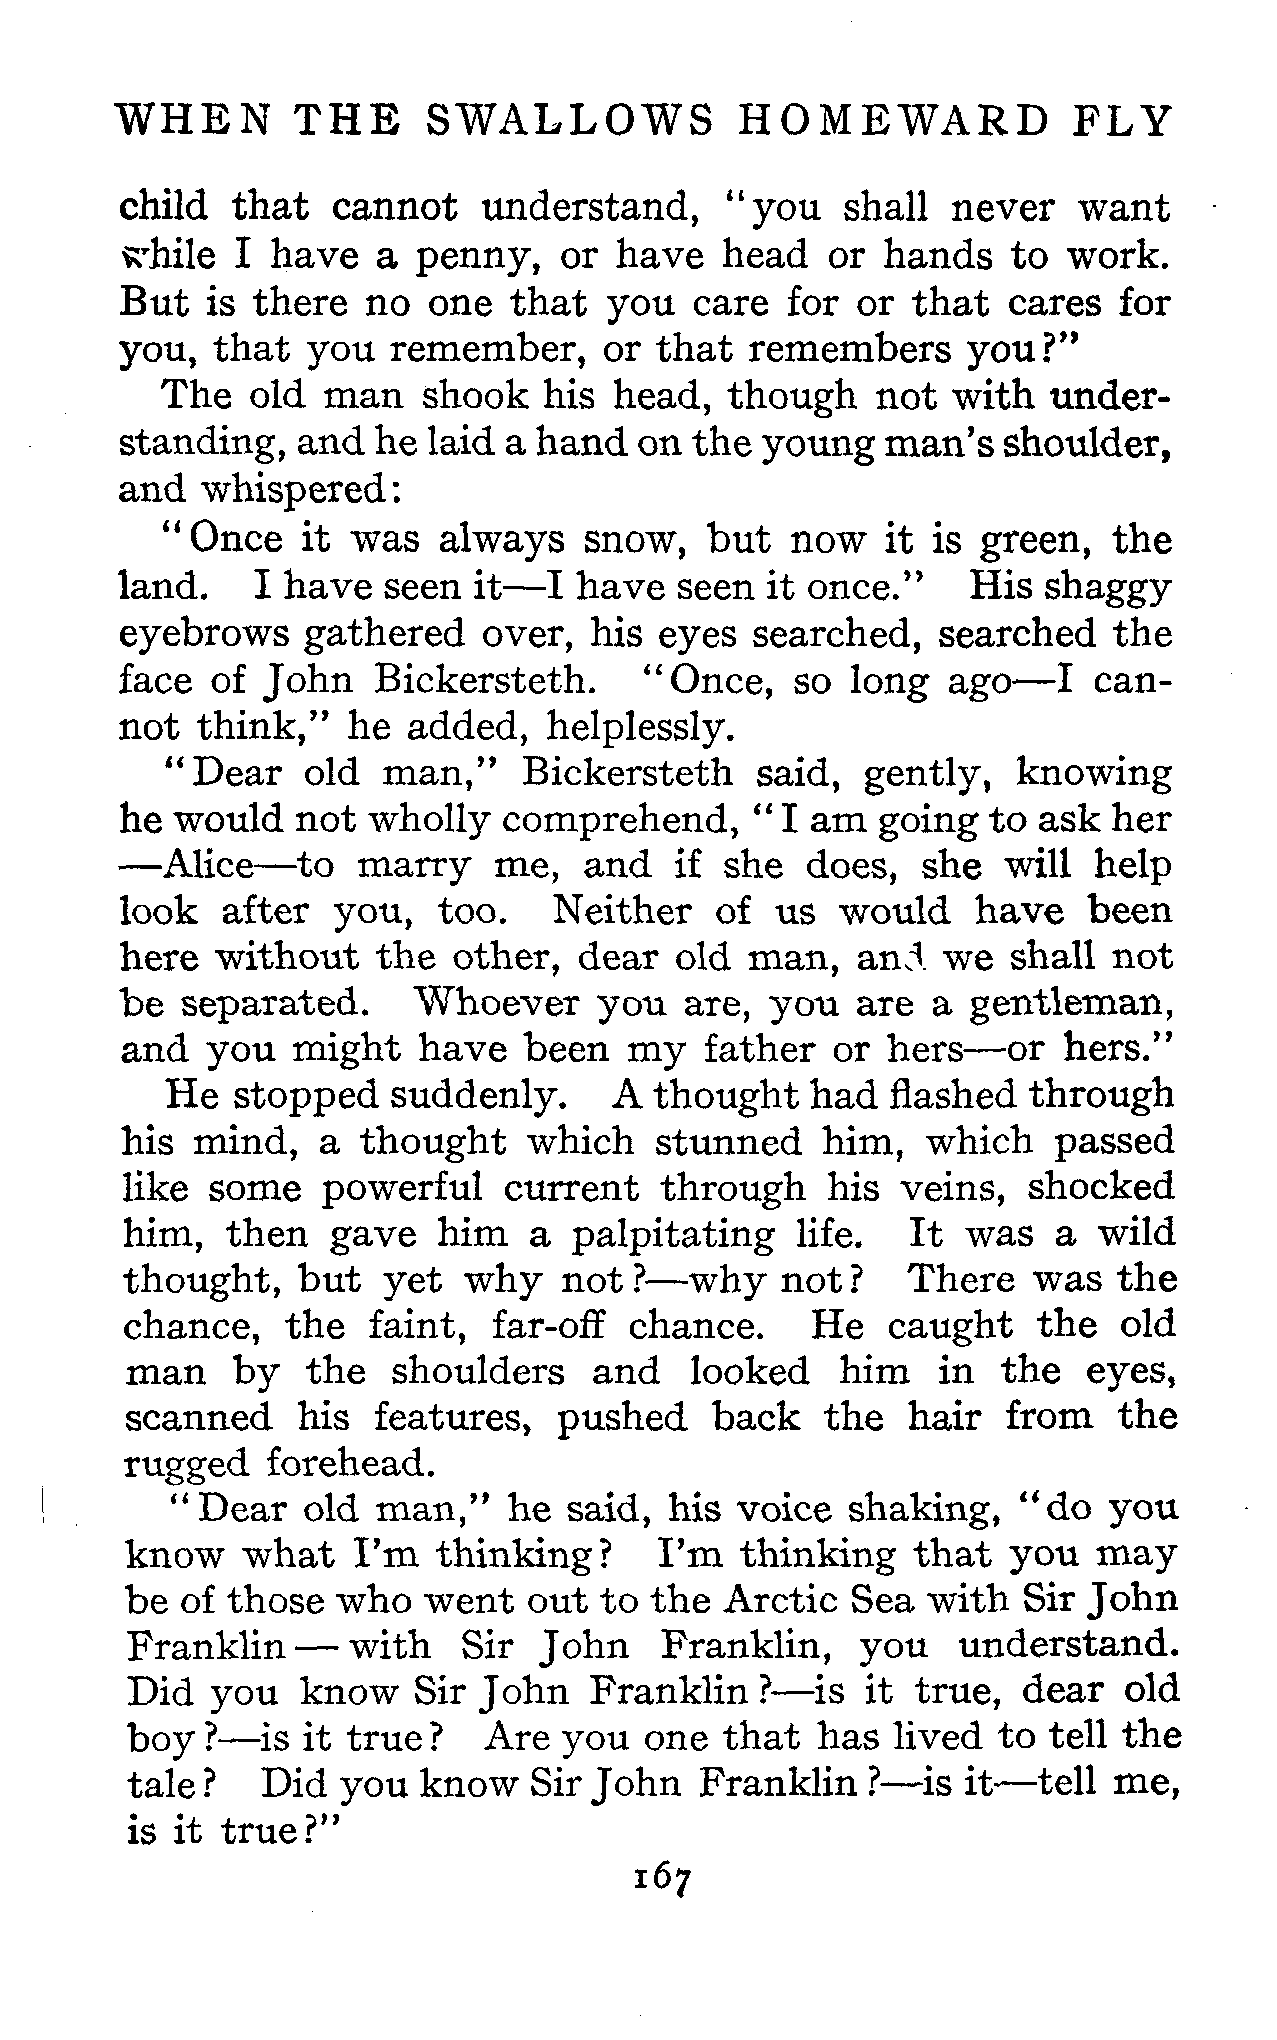 WHEN THE SWALLOWS HOMEWARD FLY
child that cannot understand, "you shall never want
while I have a penny, or have head or hands to work.
But is there no one that you care for or that cares for
you, that you remember, or that remembers you?"
The old man shook his head, though not with under-
standing, and he laid a hand on the young man's shoulder,
and whispered:
"Once it was always snow, but now it is green, the
land. I have seen it—I have seen it once." His shaggy
eyebrows gathered over, his eyes searched, searched the
face of John Bickersteth. "Once, so long ago—I can-
not think," he added, helplessly.
"Dear old man," Bickersteth said, gently, knowing
he would not wholly comprehend, "I am going to ask her
—Alice—to marry me, and if she does, she will help
look after you, too. Neither of us would have been
here without the other, dear old man, and we shall not
be separated. Whoever you are, you are a gentleman,
and you might have been my father or hers—or hers."
He stopped suddenly. A thought had flashed through
his mind, a thought which stunned him, which passed
like some powerful current through his veins, shocked
him, then gave him a palpitating life. It was a wild
thought, but yet why not?—why not? There was the
chance, the faint, far-off chance. He caught the old
man by the shoulders and looked him in the eyes,
scanned his features, pushed back the hair from the
rugged forehead.
"Dear old man," he said, his voice shaking, "do you
know what I'm thinking? I'm thinking that you may
be of those who went out to the Arctic Sea with Sir John
Franklin — with Sir John Franklin, you understand.
Did you know Sir John Franklin?—is it true, dear old
boy?—is it true? Are you one that has lived to tell the
tale? Did you know Sir John Franklin?—is it—tell me,
is it true?"
167